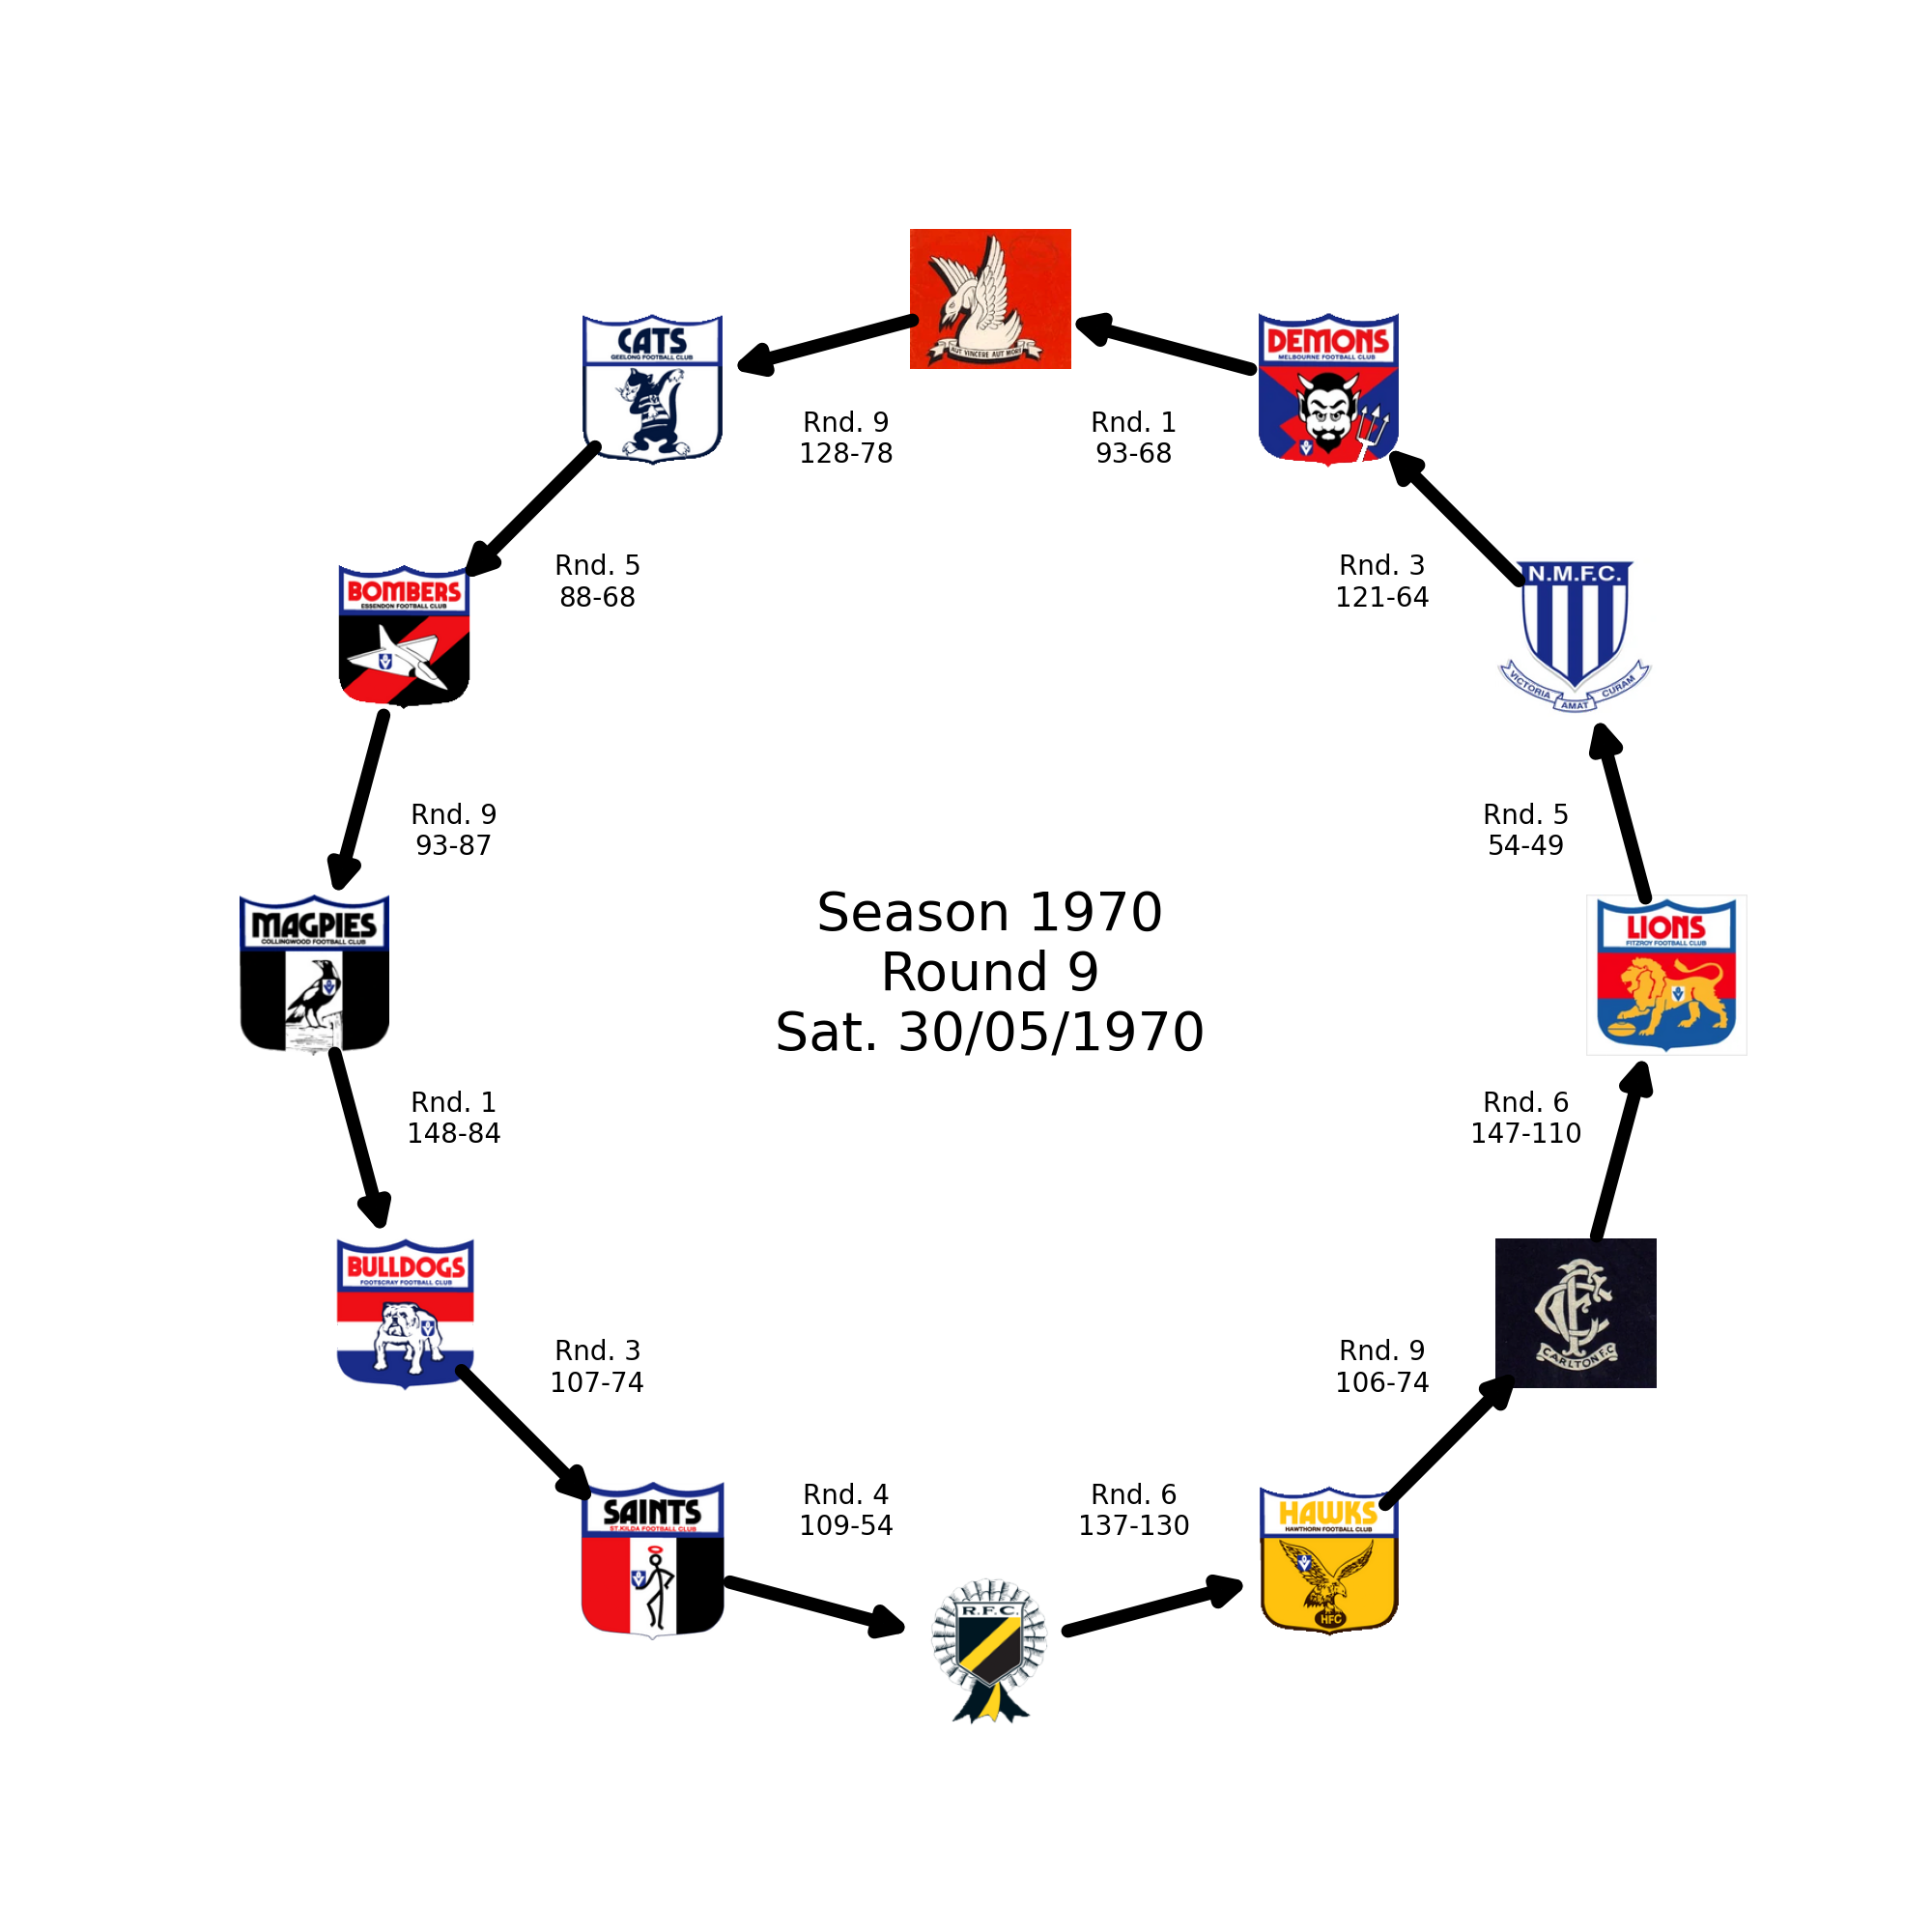 AUT VINCERE AUT MORI
CATS
GEELONG FOOTBALL CLUB
DEMONS
MELBOURNE FOOTBALL CLUB
Rnd. 9
128-78
Rnd. 1
93-68
Rnd. 5
88-68
Rnd. 3
121-64
BOMBERS
ESSENDON FOOTBALL CLUB
N.M.F.C.
VICTORIA
AMAT
CURAM
Rnd. 9
93-87
Rnd. 5
54-49
MAGPIES
COLLINGWOOD FOOTBALL CLUB
Season 1970
Round 9
Sat. 30/05/1970
LIONS
FITZROY FOOTBALL CLUB
Rnd. 1
148-84
Rnd. 6
147-110
BULLDOGS
FOOTSCRAY FOOTBALL CLUB
CFC
CARLTON F.C
Rnd. 3
107-74
Rnd. 9
106-74
SAINTS
ST.KILDA FOOTBALL CLUB
Rnd. 4
109-54
Rnd. 6
137-130
HAWKS
HAWTHORN FOOTBALL CLUB
HFC
R.F.C.